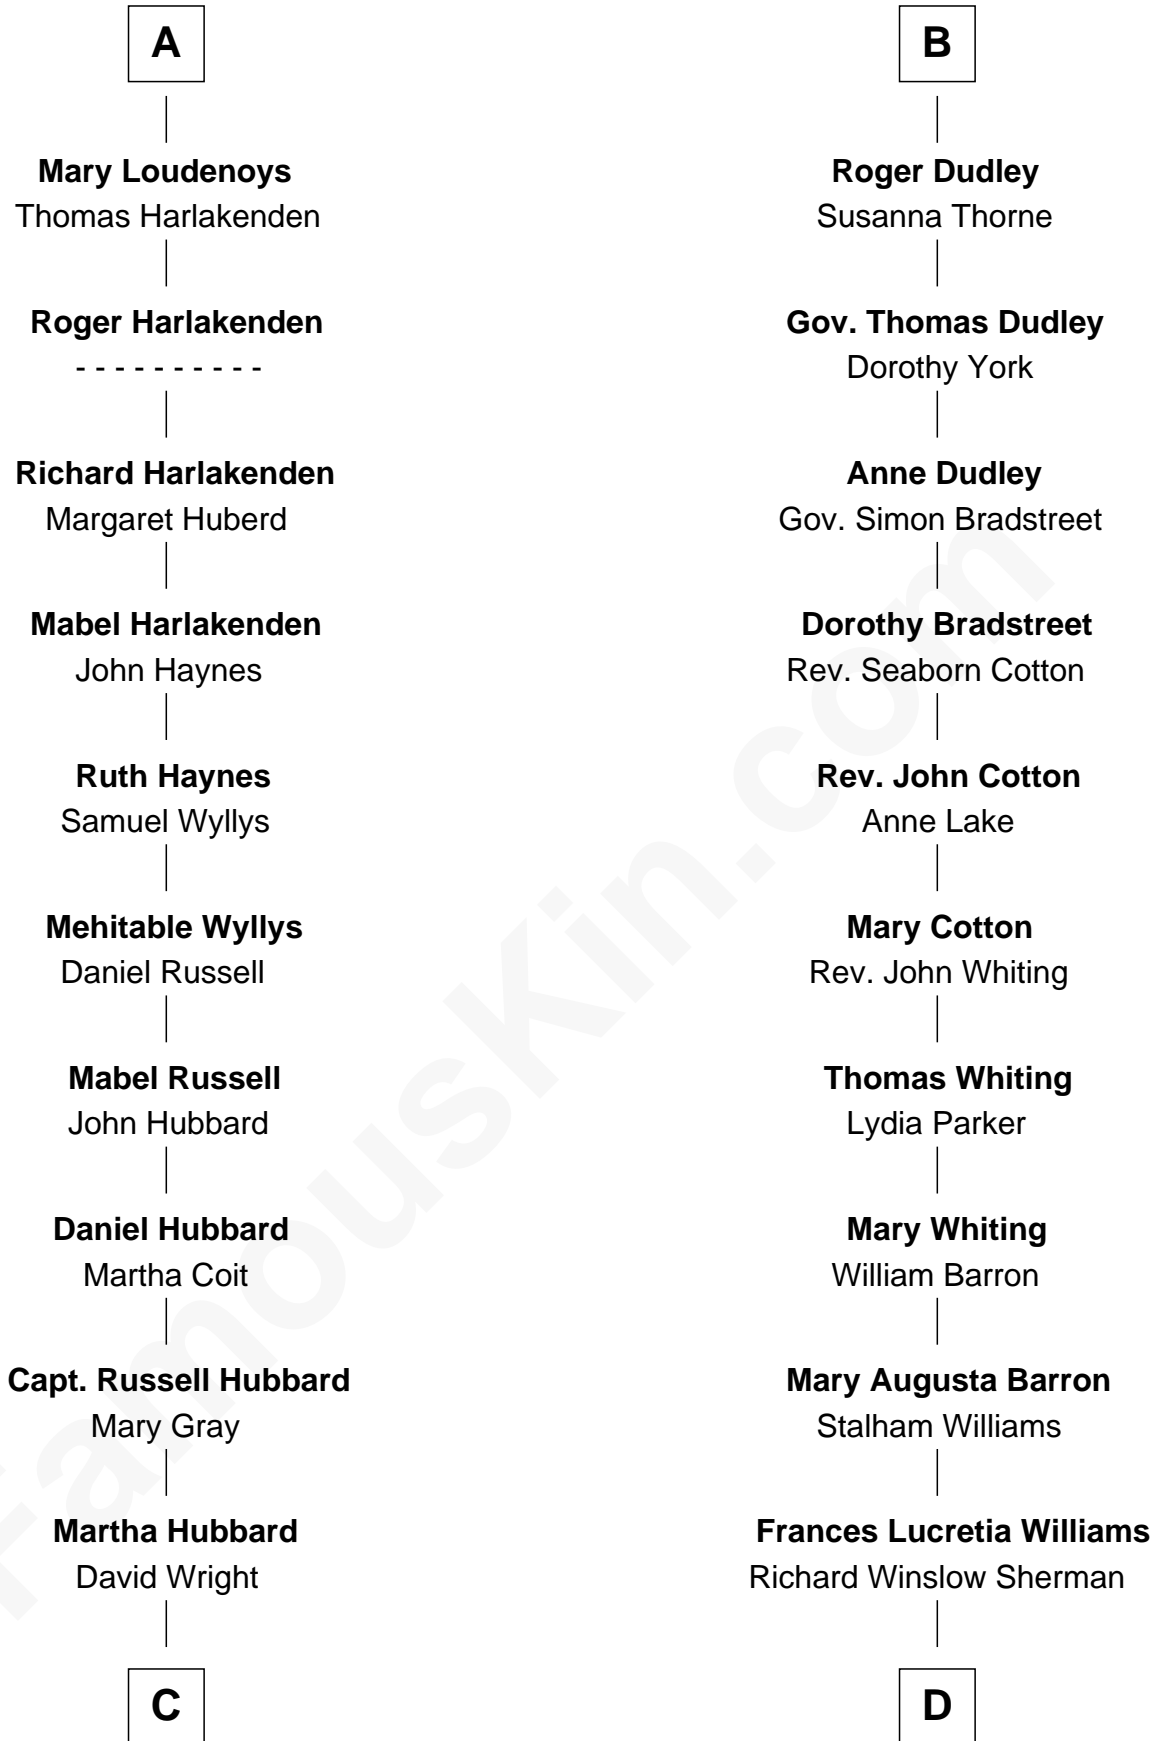 A
Mary Loudenoys
Thomas Harlakenden
Roger Harlakenden
- - - - - - - - - -
Richard Harlakenden
Margaret Huberd
Mabel Harlakenden
John Haynes
Ruth Haynes
Samuel Wyllys
Mehitable Wyllys
Daniel Russell
Mabel Russell
John Hubbard
Daniel Hubbard
Martha Coit
Capt. Russell Hubbard
Mary Gray
Martha Hubbard
David Wright
C
B
Roger Dudley
Susanna Thorne
Gov. Thomas Dudley
Dorothy York
Anne Dudley
Gov. Simon Bradstreet
Dorothy Bradstreet
Rev. Seaborn Cotton
Rev. John Cotton
Anne Lake
Mary Cotton
Rev. John Whiting
Thomas Whiting
Lydia Parker
Mary Whiting
William Barron
Mary Augusta Barron
Stalham Williams
Frances Lucretia Williams
Richard Winslow Sherman
D
FamousKin.com